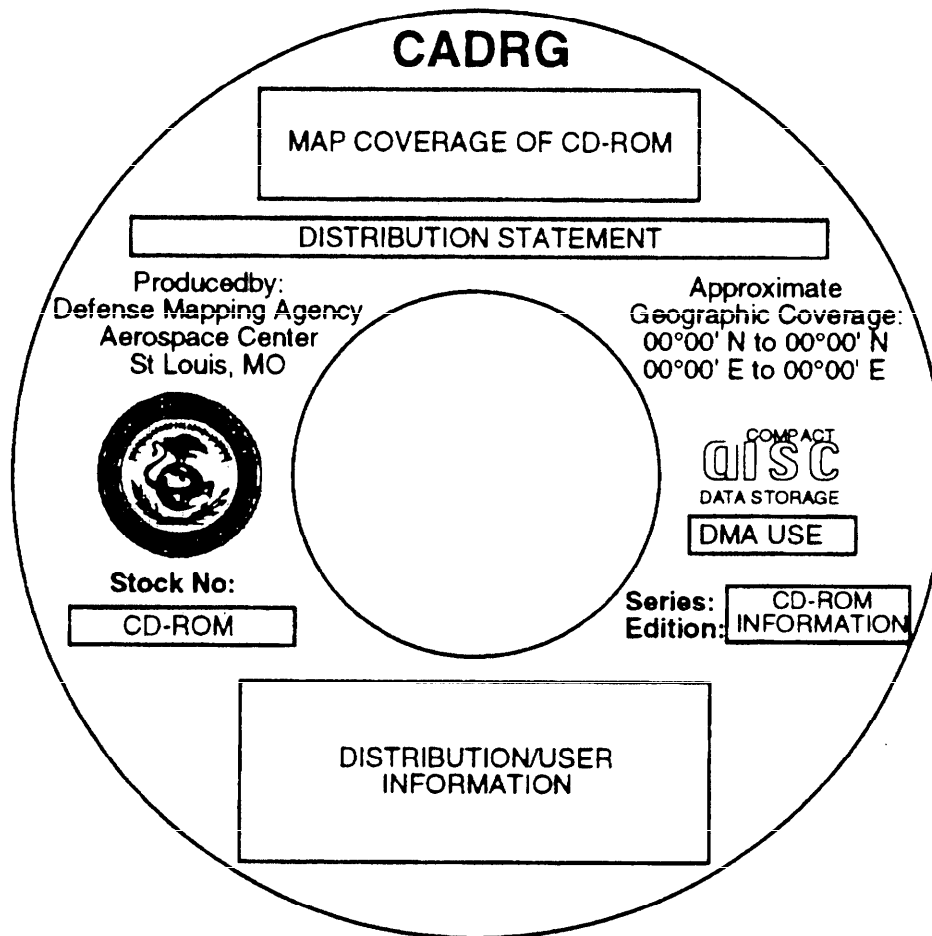 CADRG
MAP COVERAGE OF CD-ROM
DISTRIBUTION STATEMENT
Producedby:
Defense Mapping Agency
Aerospace Center
St Louis, MO
Approximate
Geographic Coverage:
00°00' N to 00°00' N
00°00' E to 00°00' E
COMPACT
disc
DATA STORAGE
DMA USE
Stock No:
CD-ROM
Series:
Edition:
CD-ROM
INFORMATION
DISTRIBUTION/USER
INFORMATION